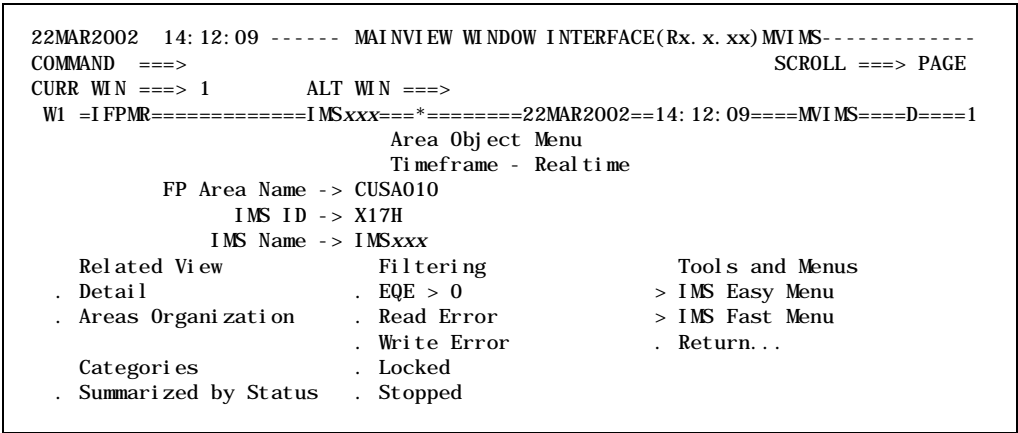 22MAR2002  14:12:09 ------ MAINVIEW WINDOW INTERFACE(Rx.x.xx)MVIMS-------------
COMMAND  ===>                                                 SCROLL ===> PAGE
CURR WIN ===> 1        ALT WIN ===>
 W1 =IFPMR=============IMSxxx===*========22MAR2002==14:12:09====MVIMS====D====1
                              Area Object Menu
                              Timeframe - Realtime
           FP Area Name -> CUSA010
                 IMS ID -> X17H
               IMS Name -> IMSxxx
    Related View             Filtering                Tools and Menus
  . Detail                 . EQE > 0                > IMS Easy Menu
  . Areas Organization     . Read Error             > IMS Fast Menu
                           . Write Error            . Return...
    Categories             . Locked
  . Summarized by Status   . Stopped